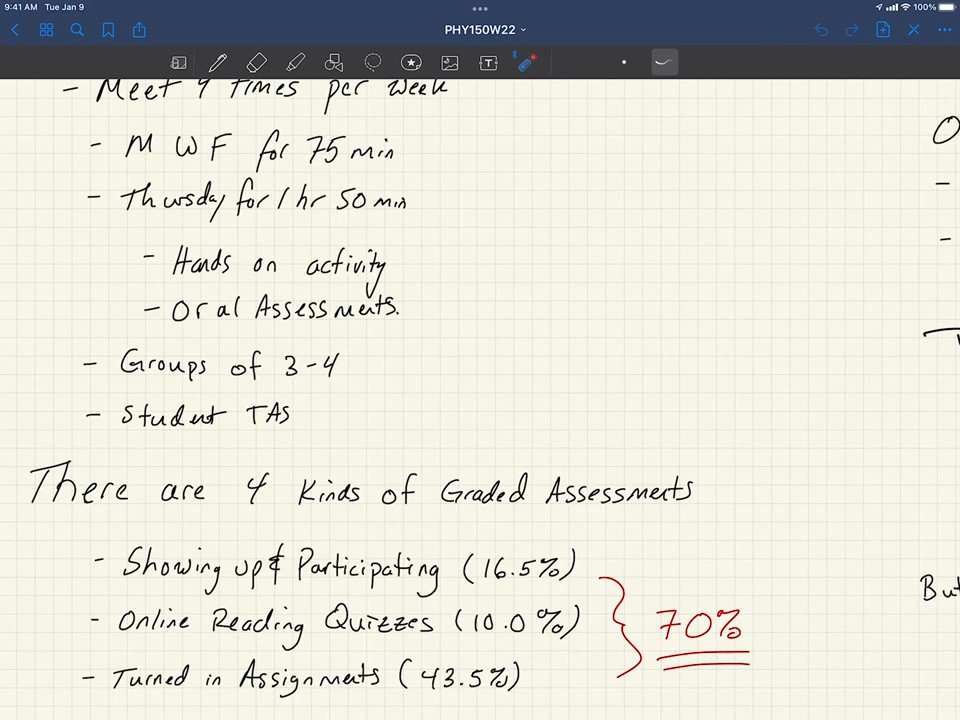 9:41 AM Tue Jan 9
100%
PHY150W22
T
- Meet 4 times per week
- M W F for 75 min
- Thursday for 1 hr 50 min
- Hands on activity
- Oral Assessments.
- Groups of 3-4
- Student TAs
There are 4 Kinds of Graded Assessments
- Showing up & Participating (16.5%)
- Online Reading Quizzes (10.0%)
- Turned in Assignments (43.5%)
70%
But